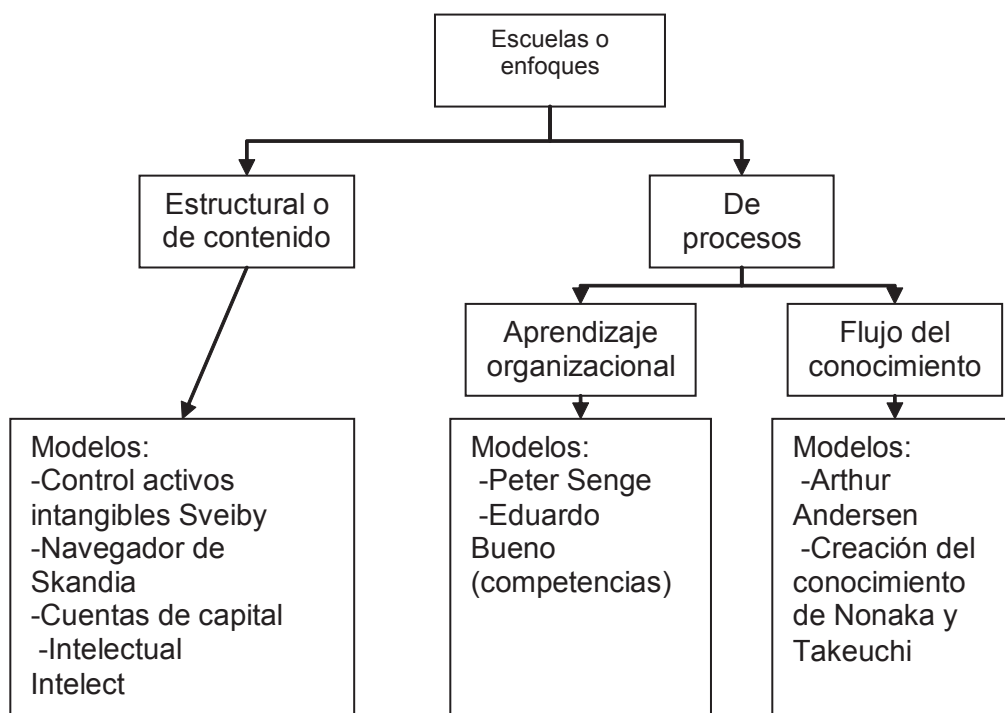 Escuelas o
enfoques
Estructural o
de contenido
De
procesos
Aprendizaje
organizacional
Flujo del
conocimiento
Modelos:
-Control activos
intangibles Sveiby
-Navegador de
Skandia
-Cuentas de capital
-Intelectual
Intelect
Modelos:
-Peter Senge
-Eduardo
Bueno
(competencias)
Modelos:
-Arthur
Andersen
-Creación del
conocimiento
de Nonaka y
Takeuchi